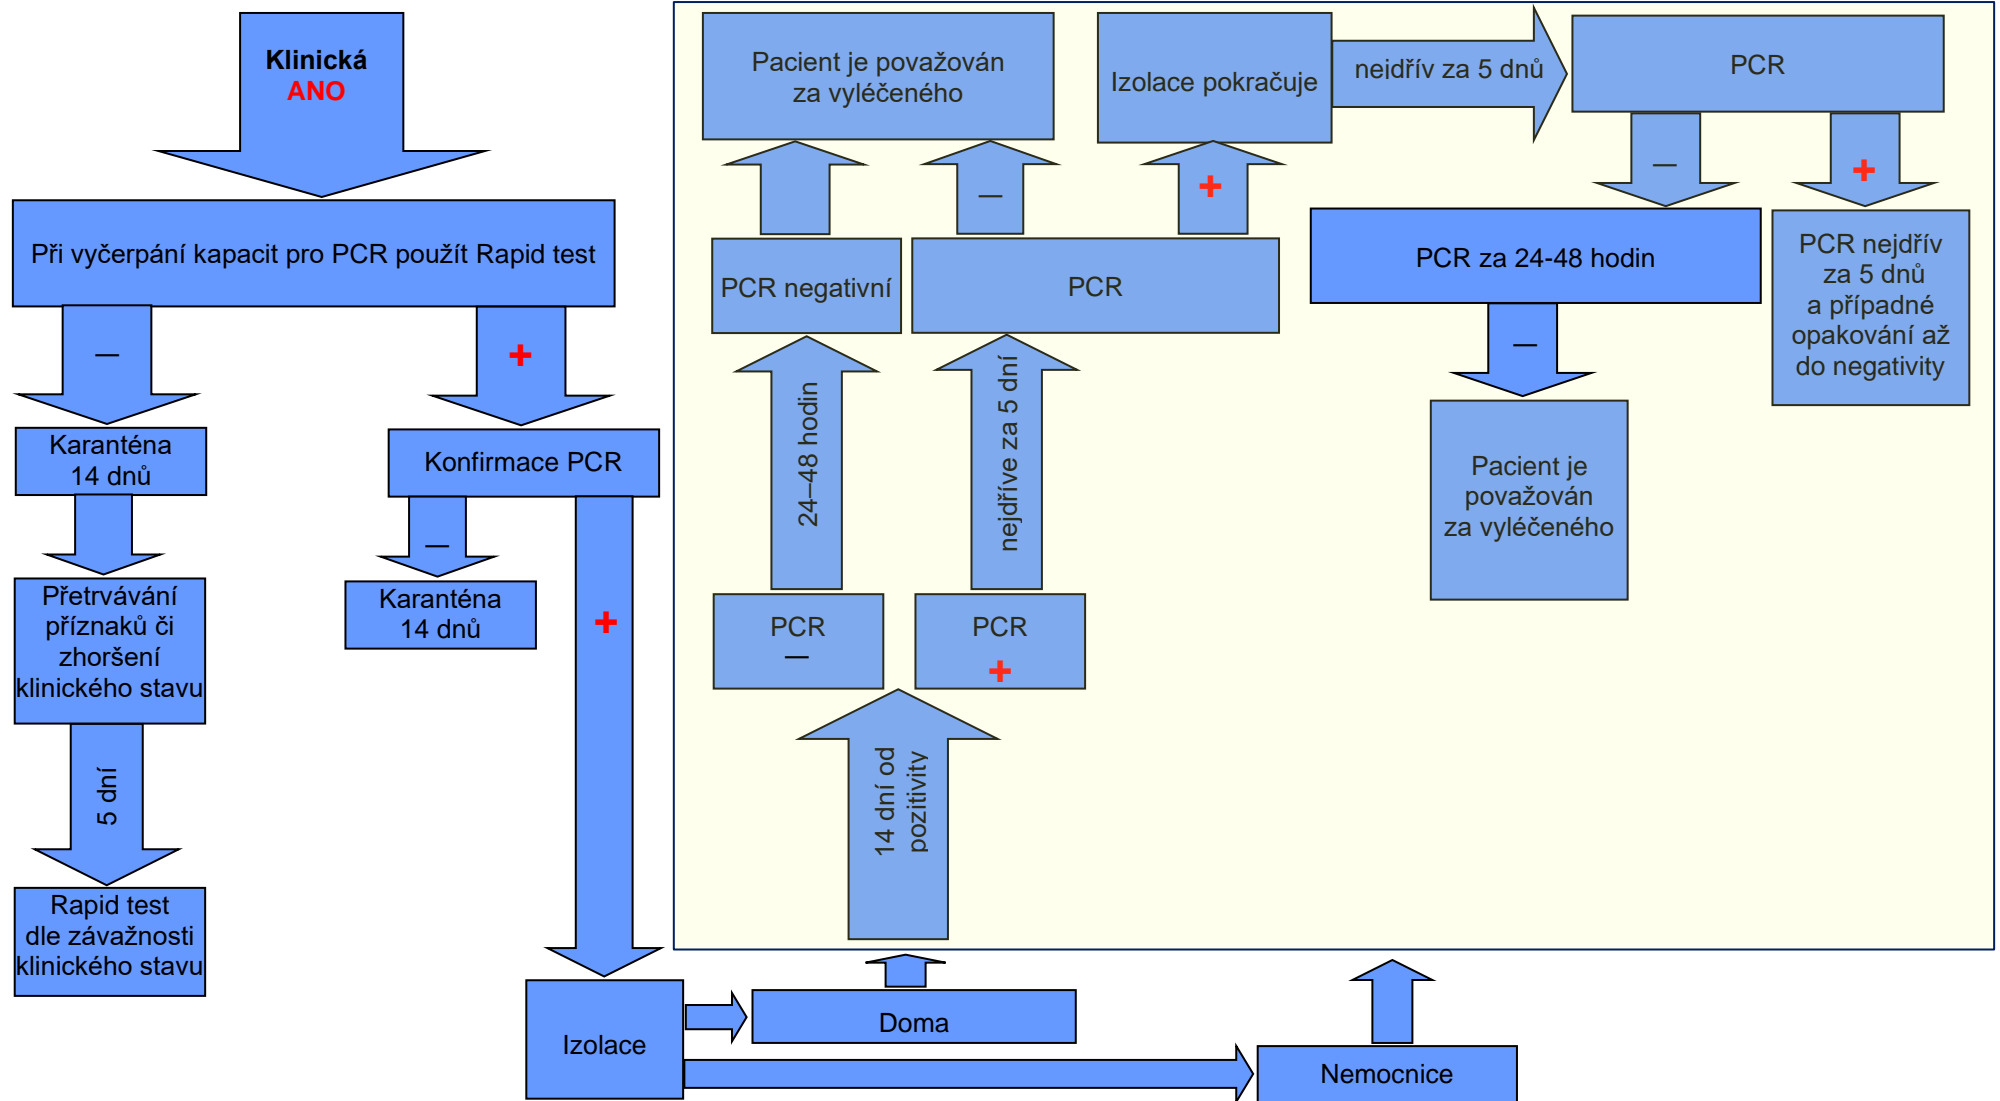 Klinická
ANO
Při vyčerpání kapacit pro PCR použít Rapid test
—
+
Karanténa
14 dnů
Konfirmace PCR
—
+
Přetrvávání
příznaků či
zhoršení
klinického stavu
Karanténa
14 dnů
5 dní
Rapid test
dle závažnosti
klinického stavu
Izolace
Doma
Nemocnice
14 dní od
pozitivity
PCR
—
PCR
+
24–48 hodin
nejdříve za 5 dní
PCR negativní
PCR
—
+
Pacient je považován
za vyléčeného
Izolace pokračuje
nejdřív za 5 dnů
PCR
—
+
PCR za 24-48 hodin
PCR nejdřív
za 5 dnů
a případné
opakování až
do negativity
—
Pacient je
považován
za vyléčeného